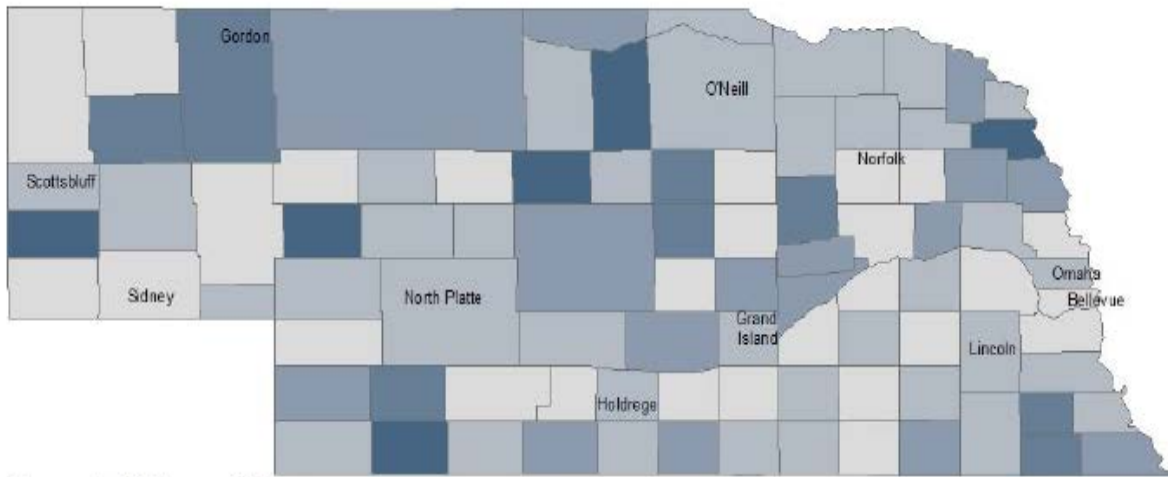 Gordon
O'Neill
Norfolk
Scottsbluff
Omaha
Sidney
North Platte
Bellevue
Grand
Island
Lincoln
Holdrege